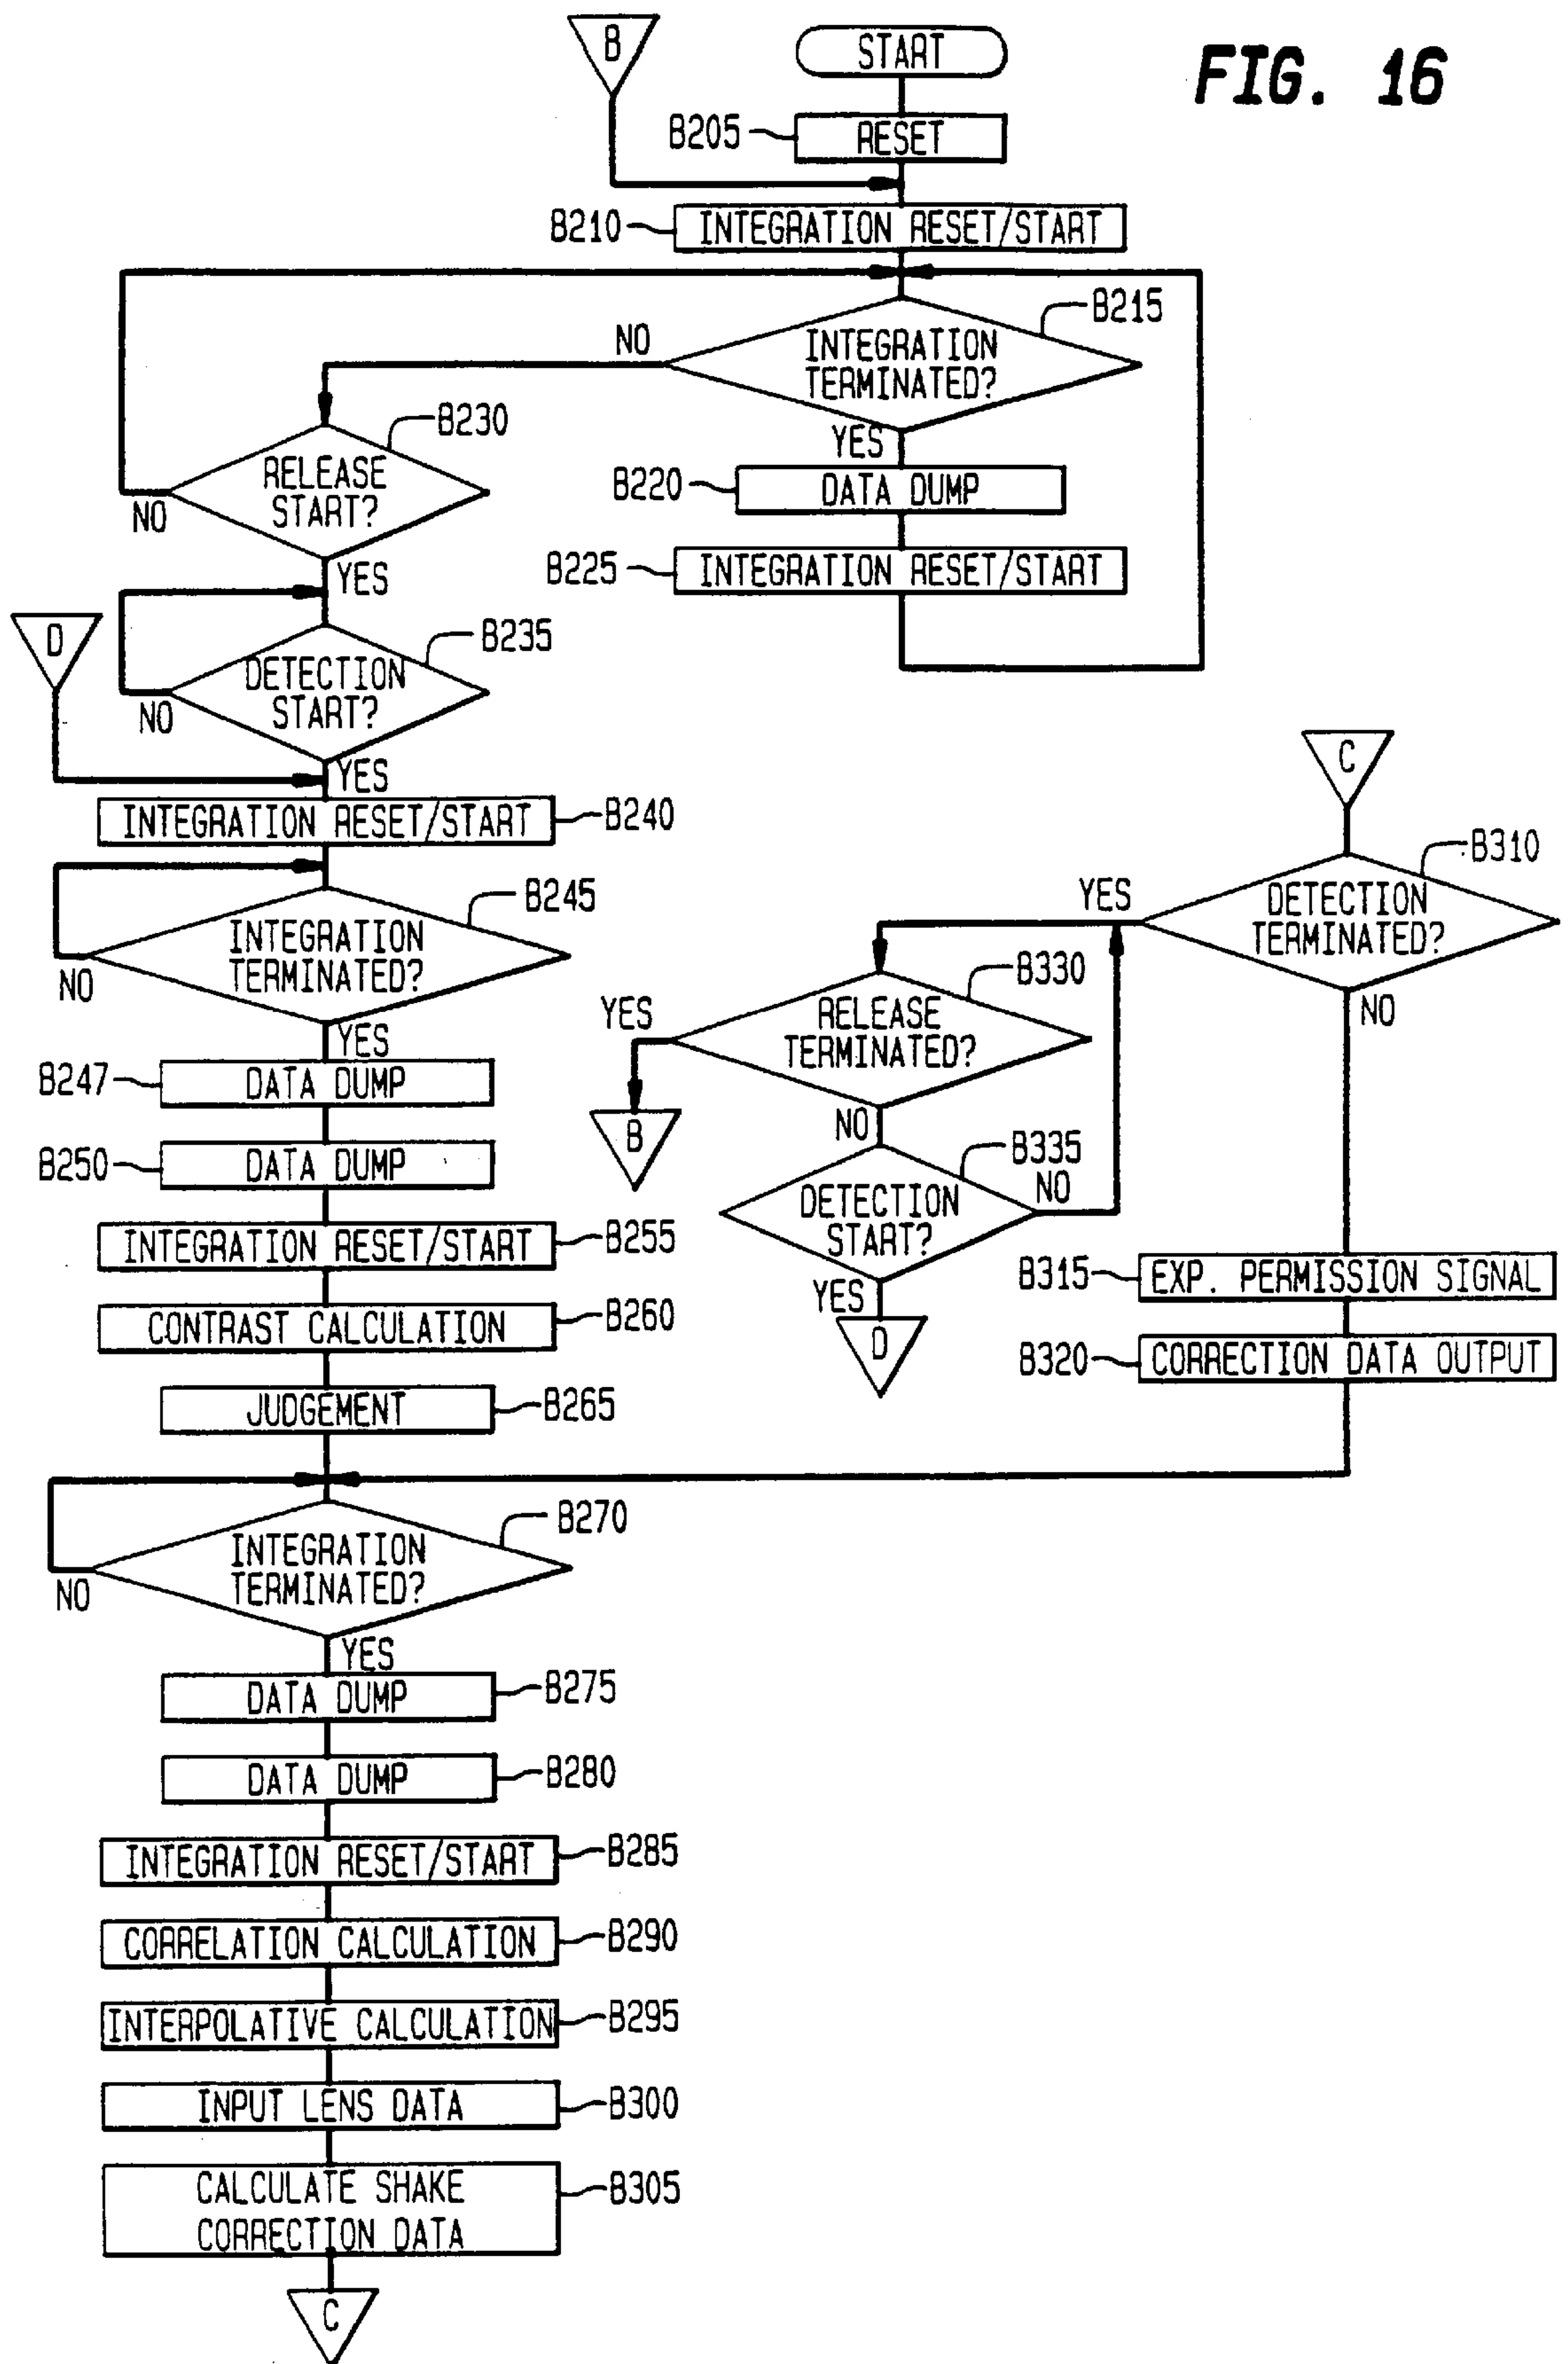 FIG. 16
B
START
B205
RESET
B210
INTEGRATION RESET/START
B215
INTEGRATION
TERMINATED?
NO
YES
B220
DATA DUMP
B225
INTEGRATION RESET/START
B230
RELEASE
START?
NO
YES
B235
DETECTION
START?
NO
YES
D
INTEGRATION RESET/START
B240
B245
INTEGRATION
TERMINATED?
NO
YES
B247
DATA DUMP
B250
DATA DUMP
INTEGRATION RESET/START
B255
CONTRAST CALCULATION
B260
JUDGEMENT
B265
C
B310
DETECTION
TERMINATED?
YES
NO
B330
RELEASE
TERMINATED?
YES
B
NO
B335
DETECTION
START?
NO
YES
D
B315
EXP. PERMISSION SIGNAL
B320
CORRECTION DATA OUTPUT
B270
INTEGRATION
TERMINATED?
NO
YES
DATA DUMP
B275
DATA DUMP
B280
INTEGRATION RESET/START
B285
CORRELATION CALCULATION
B290
INTERPOLATIVE CALCULATION
B295
INPUT LENS DATA
B300
CALCULATE SHAKE
CORRECTION DATA
B305
C